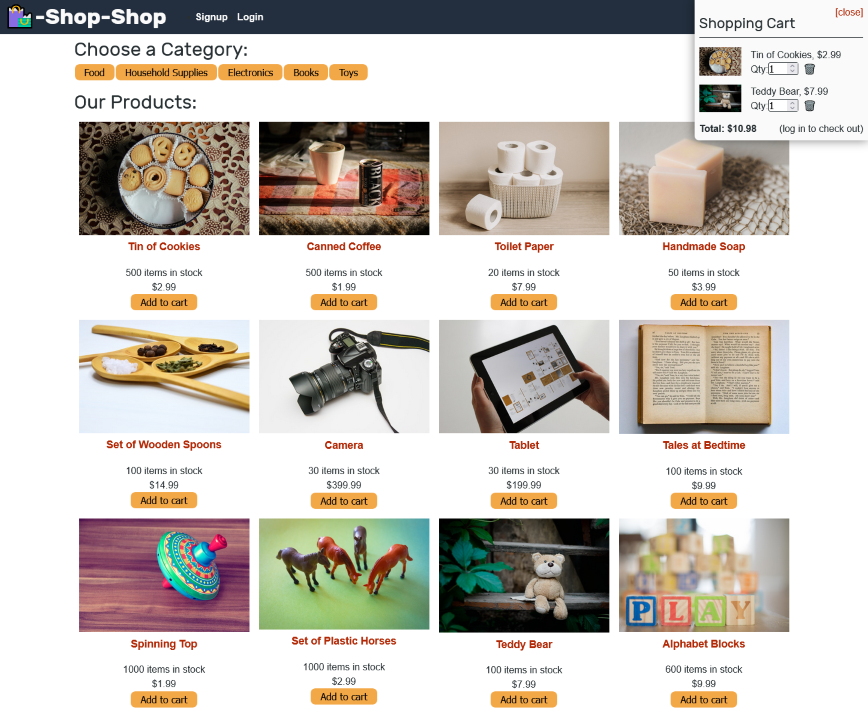 -Shop-Shop
Signup Login
[close]
Shopping Cart
Tin of Cookies, $2.99
Qty: 1
Teddy Bear, $7.99
Qty: 1
Total: $10.98 (log in to check out)
Choose a Category:
Food Household Supplies Electronics Books Toys
Our Products:
BLACK
Tin of Cookies Canned Coffee Toilet Paper Handmade Soap
500 items in stock 500 items in stock 20 items in stock 50 items in stock
$2.99 $1.99 $7.99 $3.99
Add to cart Add to cart Add to cart Add to cart
Set of Wooden Spoons Camera Tablet Tales at Bedtime
100 items in stock 30 items in stock 30 items in stock 100 items in stock
$14.99 $399.99 $199.99 $9.99
Add to cart Add to cart Add to cart Add to cart
PLAY
Spinning Top Set of Plastic Horses Teddy Bear Alphabet Blocks
1000 items in stock 1000 items in stock 100 items in stock 600 items in stock
$1.99 $2.99 $7.99 $9.99
Add to cart Add to cart Add to cart Add to cart